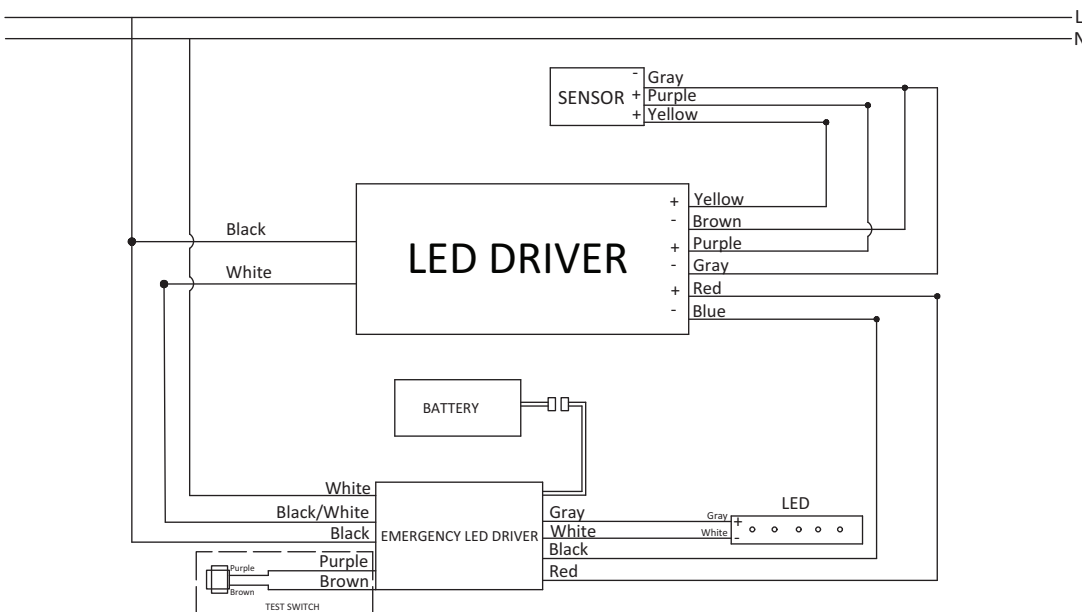 L
N
- Gray
SENSOR + Purple
+ Yellow
+ Yellow
- Brown
Black
LED DRIVER
+ Purple
- Gray
White
+ Red
- Blue
BATTERY
White
Black/White
Black
EMERGENCY LED DRIVER
Gray
White
Black
Red
LED
Gray +
White -
Purple
Brown
Purple
Brown
TEST SWITCH